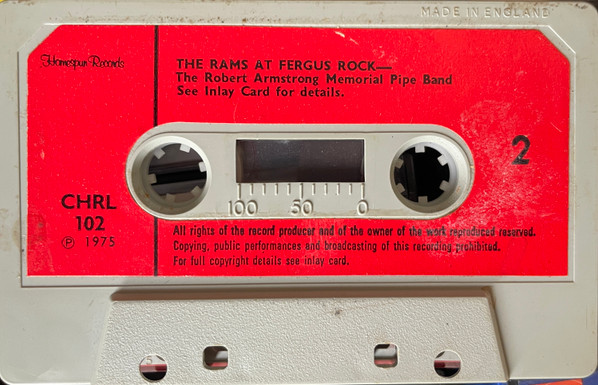 MADE IN ENGLAND
Homespun Records
THE RAMS AT FERGUS ROCK—
The Robert Armstrong Memorial Pipe Band
See Inlay Card for details.
2
CHRL
102
℗ 1975
100 50 0
All rights of the record producer and of the owner of the work reproduced reserved.
Copying, public performances and broadcasting of this recording prohibited.
For full copyright details see inlay card.
5